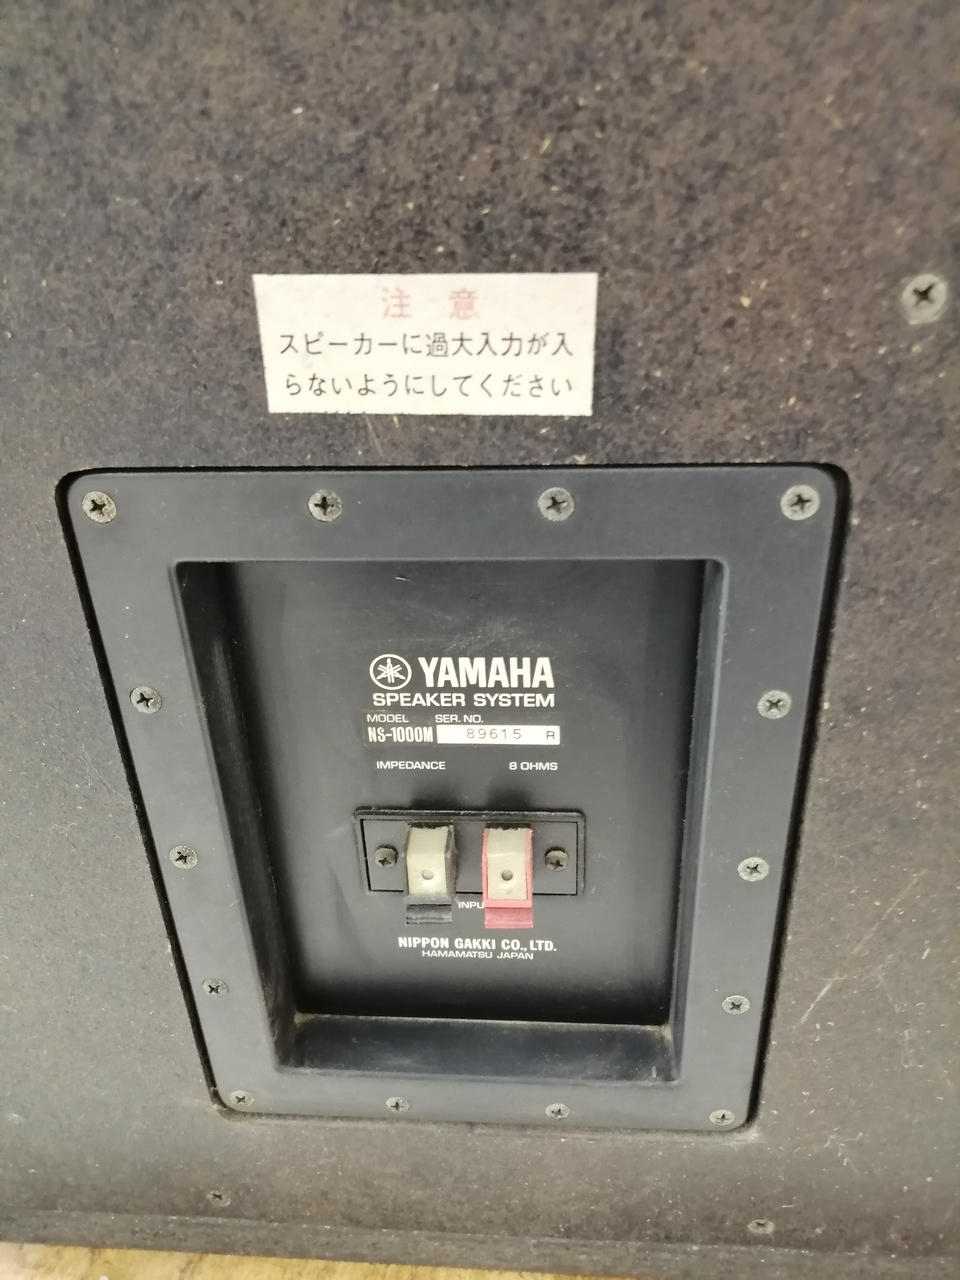 注 意
スピーカーに過大入力が入
らないようにしてください
YAMAHA
SPEAKER SYSTEM
MODEL SER. NO.
NS-1000M 89615 R
IMPEDANCE 8 OHMS
INPU
NIPPON GAKKI CO., LTD.
HAMAMATSU JAPAN